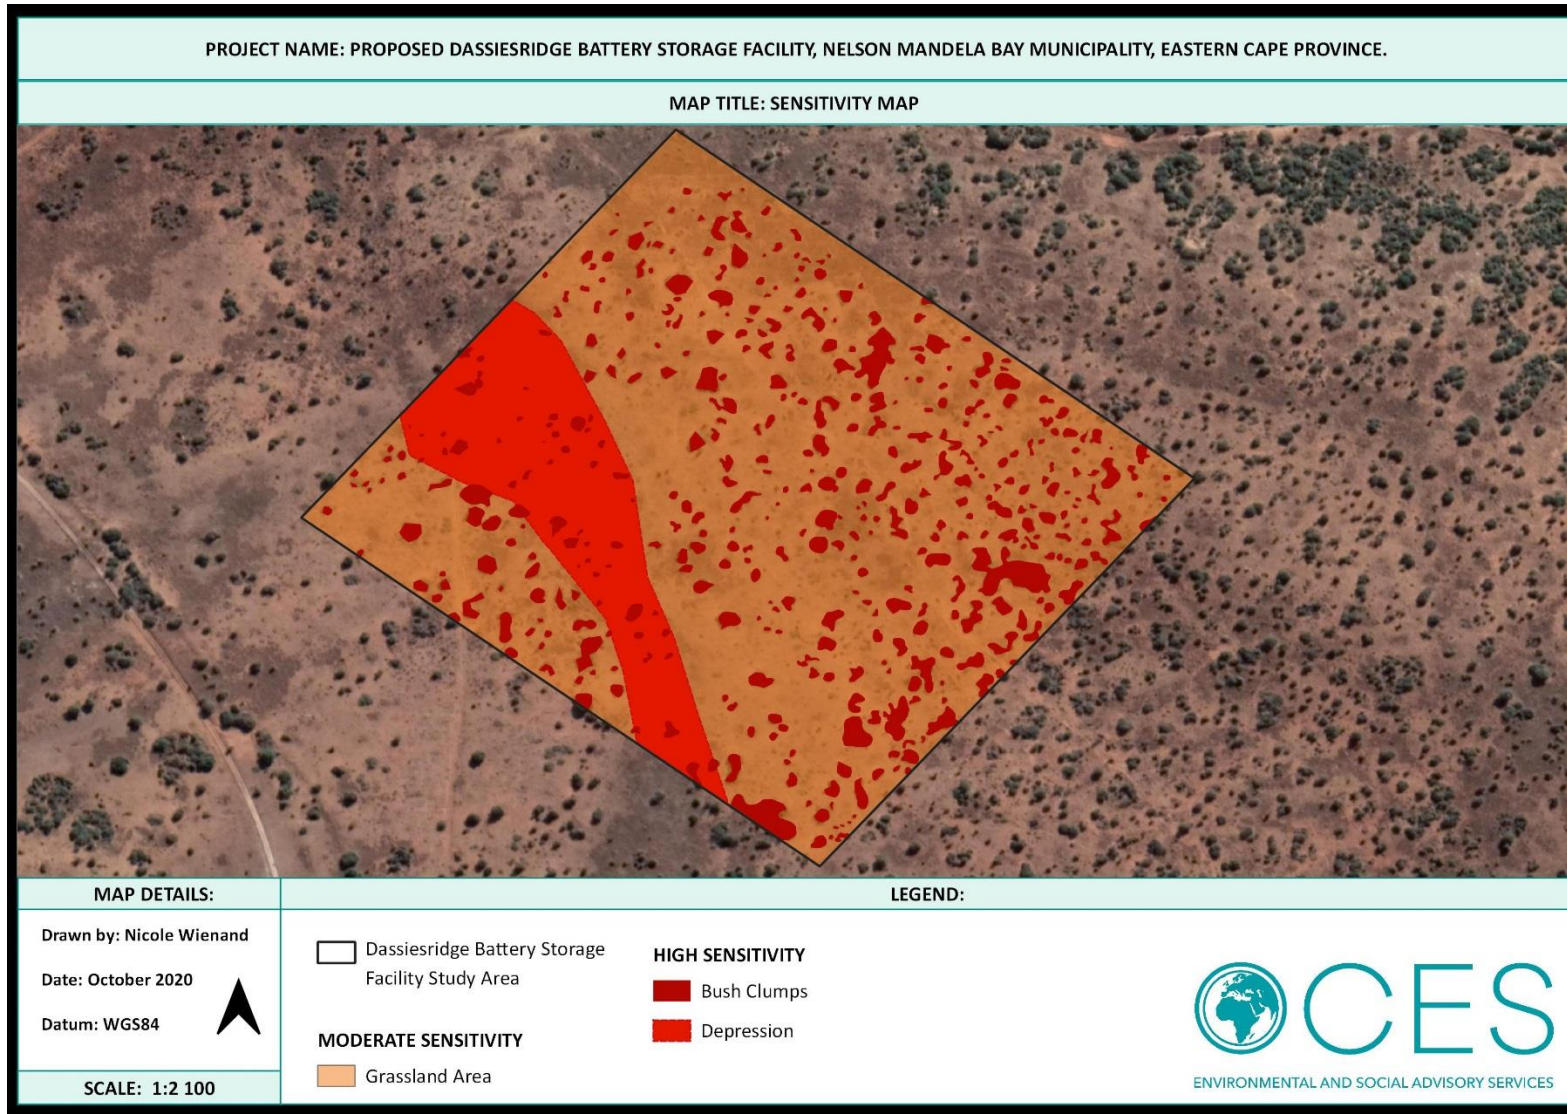 PROJECT NAME: PROPOSED DASSIESRIDGE BATTERY STORAGE FACILITY, NELSON MANDELA BAY MUNICIPALITY, EASTERN CAPE PROVINCE.
MAP TITLE: SENSITIVITY MAP
MAP DETAILS:
Drawn by: Nicole Wienand
Date: October 2020
Datum: WGS84
SCALE: 1:2 100
LEGEND:
Dassiesridge Battery Storage
Facility Study Area
MODERATE SENSITIVITY
Grassland Area
HIGH SENSITIVITY
Bush Clumps
Depression
CES
ENVIRONMENTAL AND SOCIAL ADVISORY SERVICES